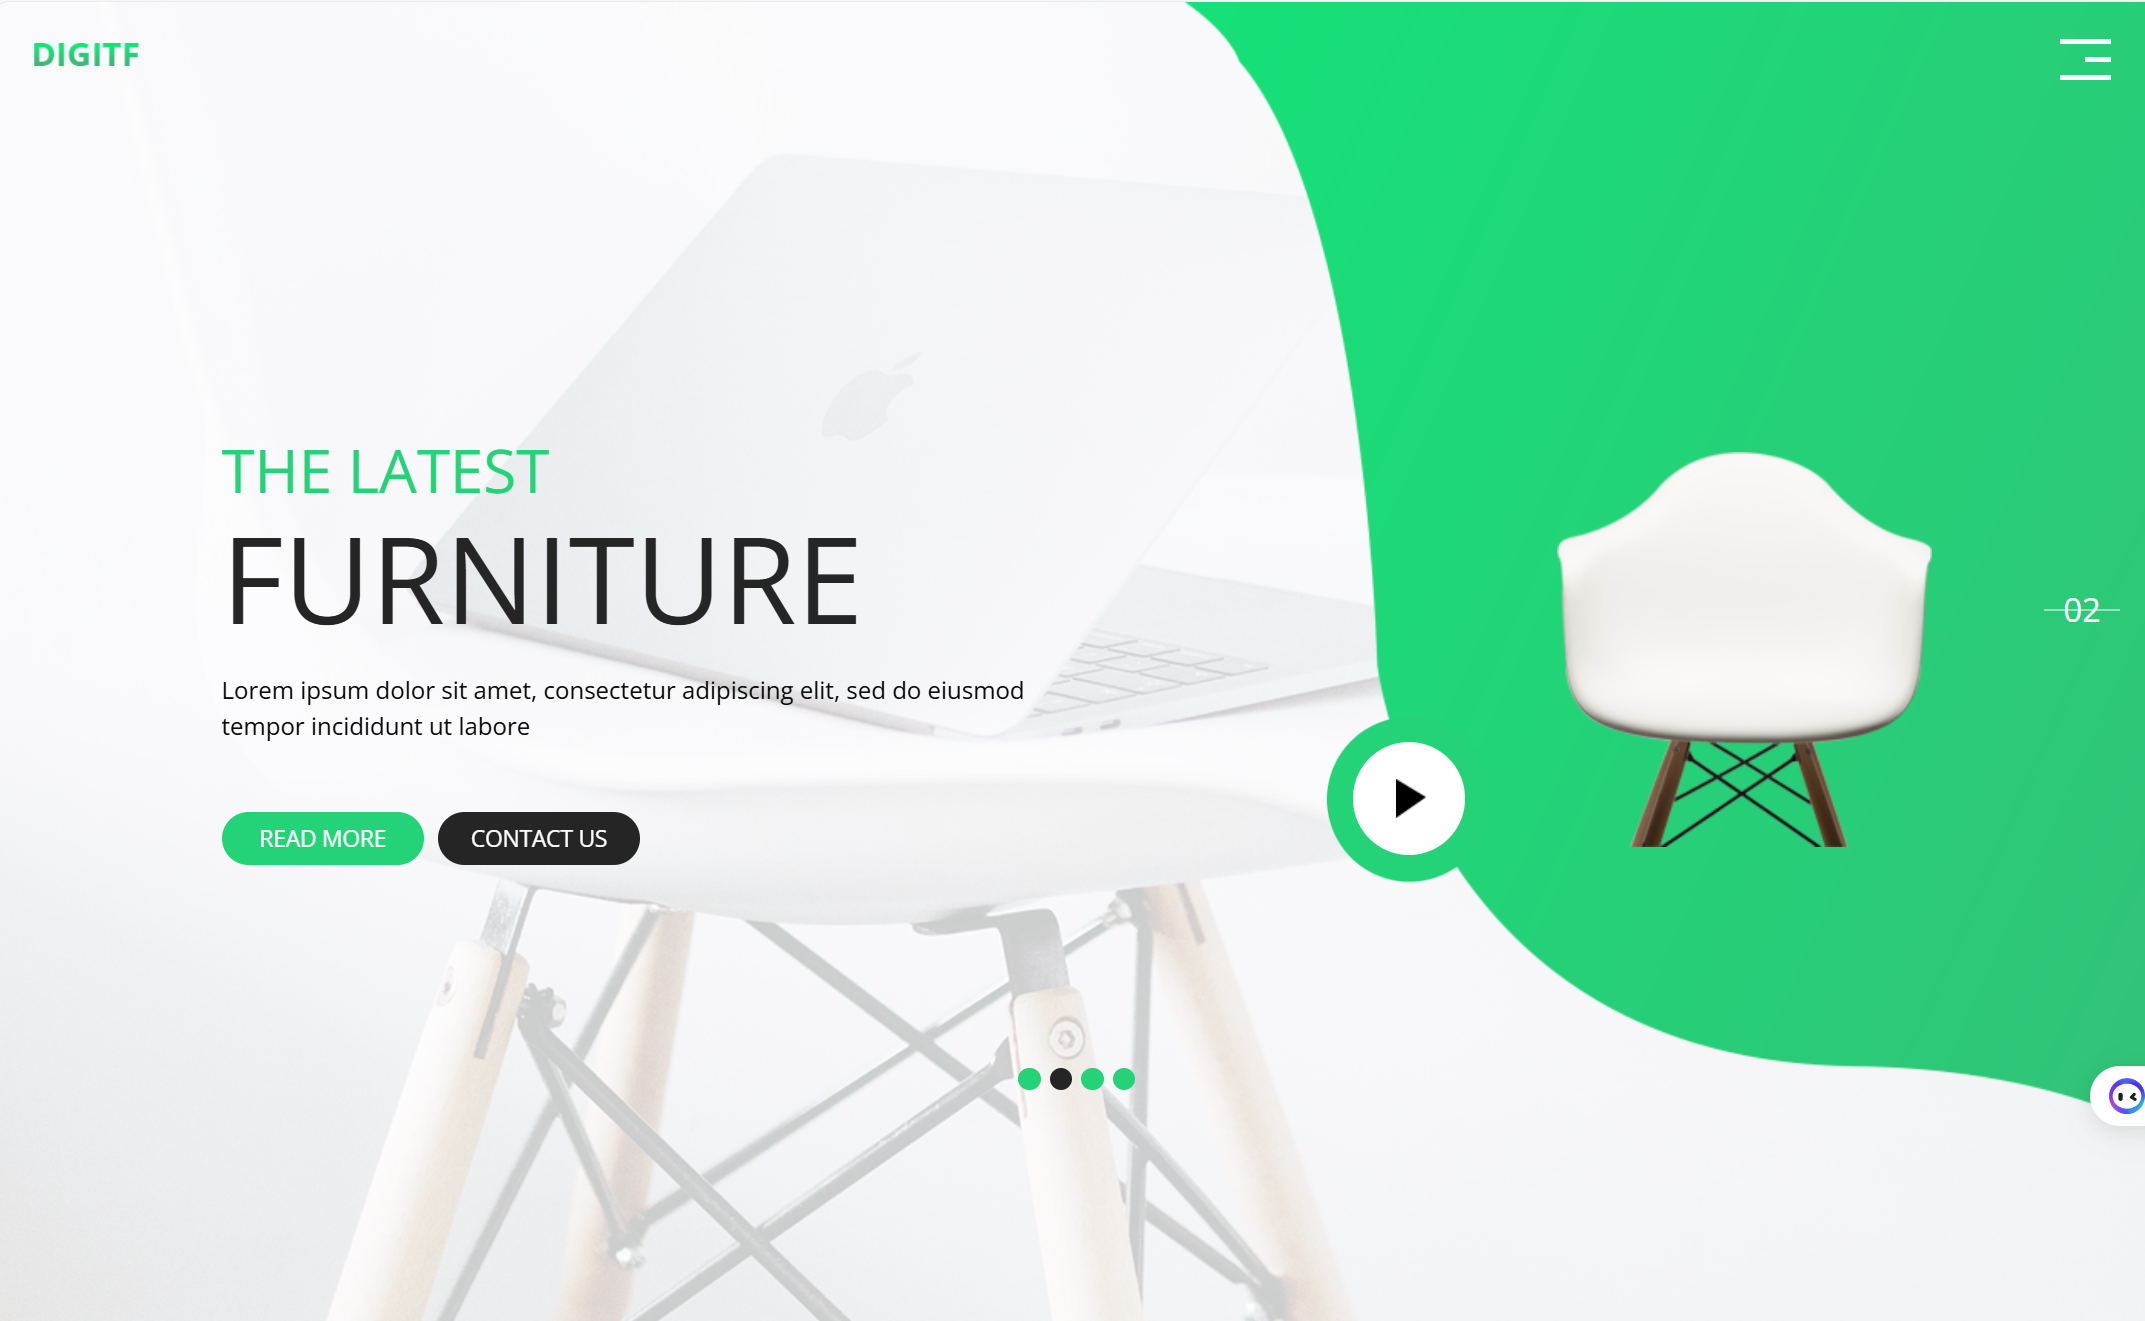 DIGITF
THE LATEST
FURNITURE
02
Lorem ipsum dolor sit amet, consectetur adipiscing elit, sed do eiusmod
tempor incididunt ut labore
READ MORE
CONTACT US